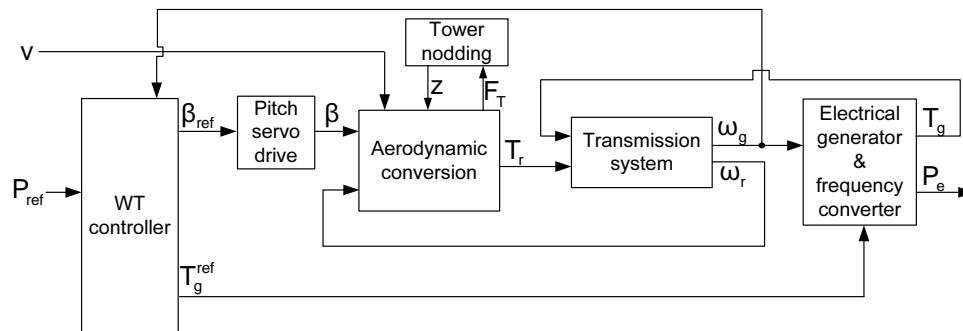 v
Tower
nodding
z
F_T
β_ref
Pitch
servo
drive
β
Aerodynamic
conversion
T_r
Transmission
system
ω_g
ω_r
Electrical
generator
&
frequency
converter
T_g
P_e
P_ref
WT
controller
T_g^ref